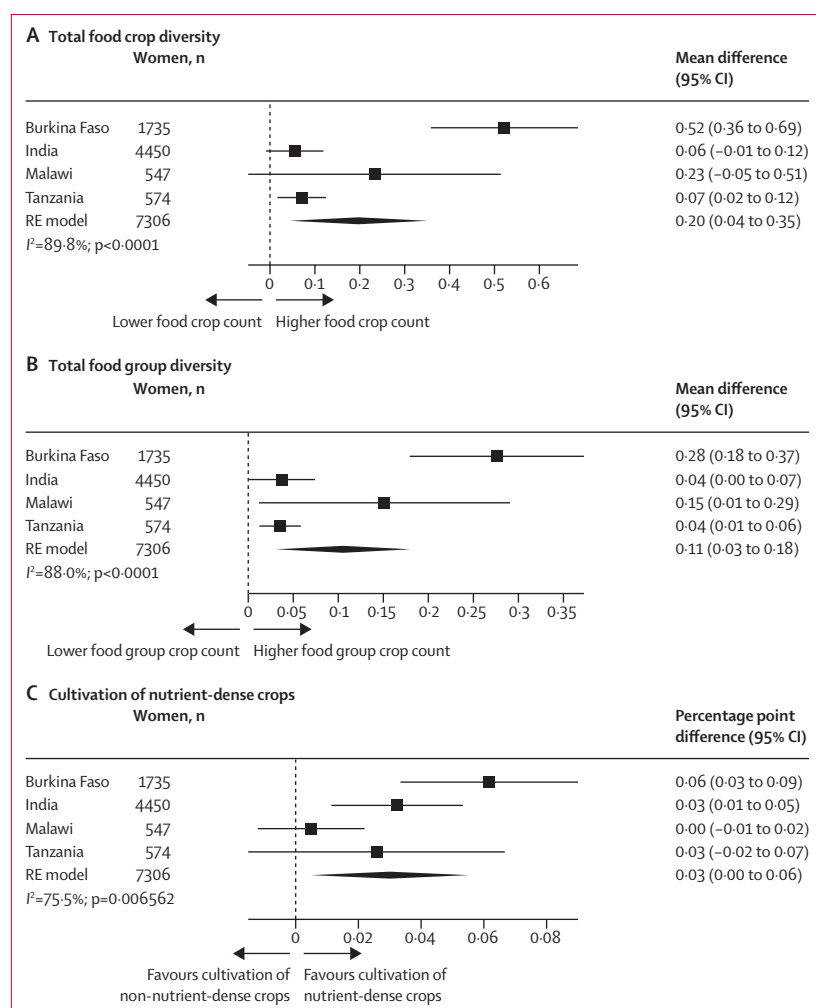 A Total food crop diversity
Women, n Mean difference
(95% CI)
Burkina Faso 1735 0·52 (0·36 to 0·69)
India 4450 0·06 (−0·01 to 0·12)
Malawi 547 0·23 (−0·05 to 0·51)
Tanzania 574 0·07 (0·02 to 0·12)
RE model 7306 0·20 (0·04 to 0·35)
I²=89·8%; p<0·0001
0 0·1 0·2 0·3 0·4 0·5 0·6
Lower food crop count Higher food crop count
B Total food group diversity
Women, n Mean difference
(95% CI)
Burkina Faso 1735 0·28 (0·18 to 0·37)
India 4450 0·04 (0·00 to 0·07)
Malawi 547 0·15 (0·01 to 0·29)
Tanzania 574 0·04 (0·01 to 0·06)
RE model 7306 0·11 (0·03 to 0·18)
I²=88·0%; p<0·0001
0 0·05 0·1 0·15 0·2 0·25 0·3 0·35
Lower food group crop count Higher food group crop count
C Cultivation of nutrient-dense crops
Women, n Percentage point
difference (95% CI)
Burkina Faso 1735 0·06 (0·03 to 0·09)
India 4450 0·03 (0·01 to 0·05)
Malawi 547 0·00 (−0·01 to 0·02)
Tanzania 574 0·03 (−0·02 to 0·07)
RE model 7306 0·03 (0·00 to 0·06)
I²=75·5%; p=0·006562
0 0·02 0·04 0·06 0·08
Favours cultivation of Favours cultivation of
non-nutrient-dense crops nutrient-dense crops